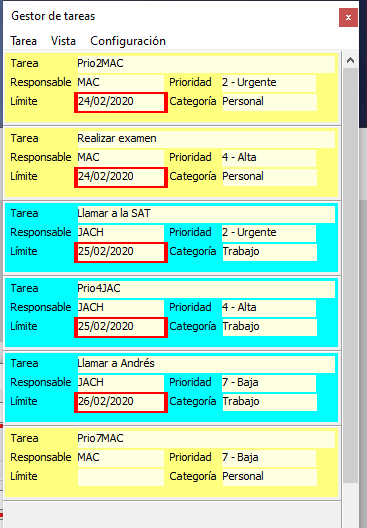 Gestor de tareas x
Tarea Vista Configuración
Tarea Prio2MAC
Responsable MAC Prioridad 2 - Urgente
Límite 24/02/2020 Categoría Personal
Tarea Realizar examen
Responsable MAC Prioridad 4 - Alta
Límite 24/02/2020 Categoría Personal
Tarea Llamar a la SAT
Responsable JACH Prioridad 2 - Urgente
Límite 25/02/2020 Categoría Trabajo
Tarea Prio4JAC
Responsable JACH Prioridad 4 - Alta
Límite 25/02/2020 Categoría Trabajo
Tarea Llamar a Andrés
Responsable JACH Prioridad 7 - Baja
Límite 26/02/2020 Categoría Trabajo
Tarea Prio7MAC
Responsable MAC Prioridad 7 - Baja
Límite Categoría Personal